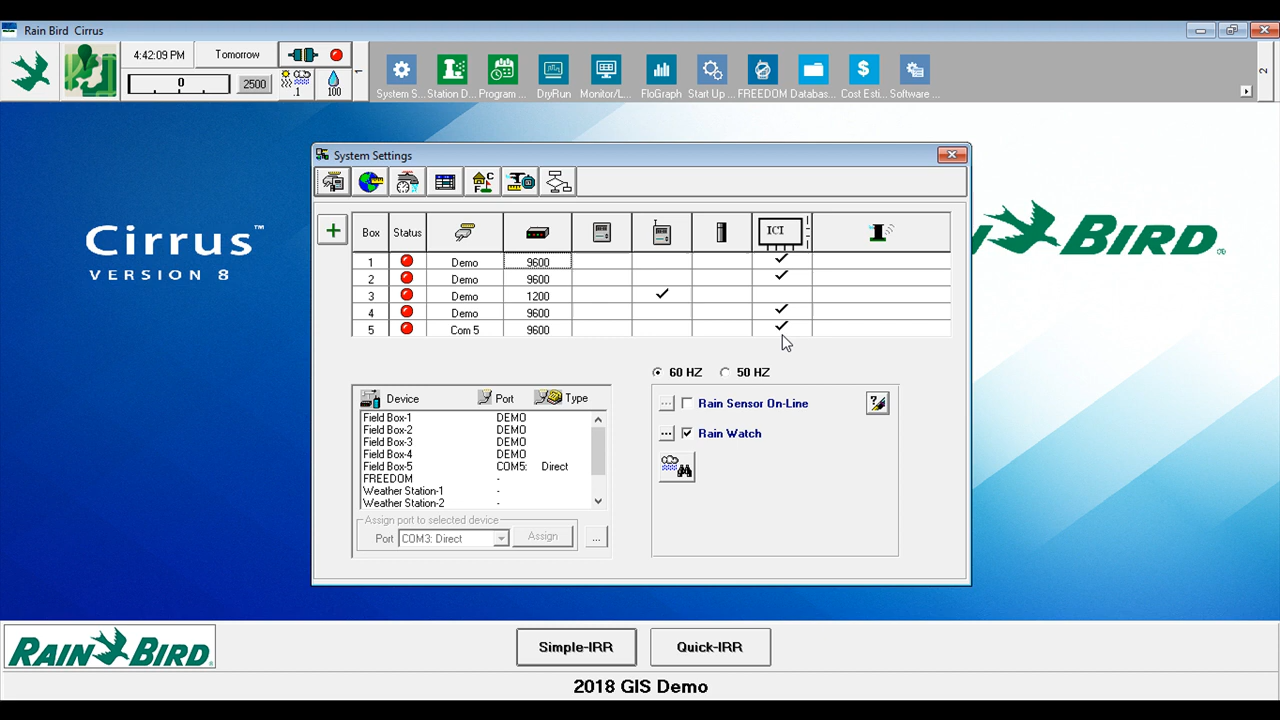 Rain Bird Cirrus
4:42:09 PM
Tomorrow
0
2500
.1
100
System S...
Station D...
Program ...
DryRun
Monitor/L...
FloGraph
Start Up ...
FREEDOM
Databas...
Cost Esti...
Software ...
2
Cirrus™
VERSION 8
RAIN BIRD®
System Settings
Box Status ICI
1 Demo 9600
2 Demo 9600
3 Demo 1200
4 Demo 9600
5 Com 5 9600
60 HZ 50 HZ
Device Port Type
Field Box-1 DEMO
Field Box-2 DEMO
Field Box-3 DEMO
Field Box-4 DEMO
Field Box-5 COM5: Direct
FREEDOM -
Weather Station-1 -
Weather Station-2 -
Assign port to selected device
Port COM3: Direct Assign ...
... Rain Sensor On-Line
... Rain Watch
RAIN BIRD®
Simple-IRR
Quick-IRR
2018 GIS Demo